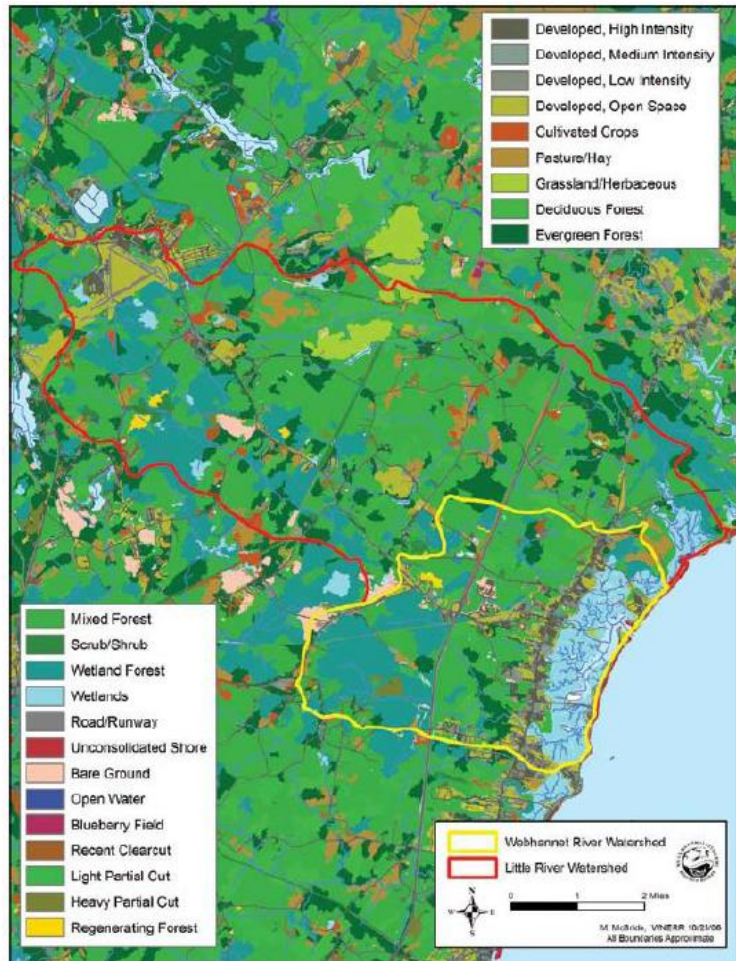 Developed, High Intensity
Developed, Medium Intensity
Developed, Low Intensity
Developed, Open Space
Cultivated Crops
Pasture/Hay
Grassland/Herbaceous
Deciduous Forest
Evergreen Forest
Mixed Forest
Scrub/Shrub
Wetland Forest
Wetlands
Road/Runway
Unconsolidated Shore
Bare Ground
Open Water
Blueberry Field
Recent Clearcut
Light Partial Cut
Heavy Partial Cut
Regenerating Forest
Webhannet River Watershed
Little River Watershed
N
W E
S
0 1 2 Miles
M. McBride, WNERR
All Boundaries Approximate